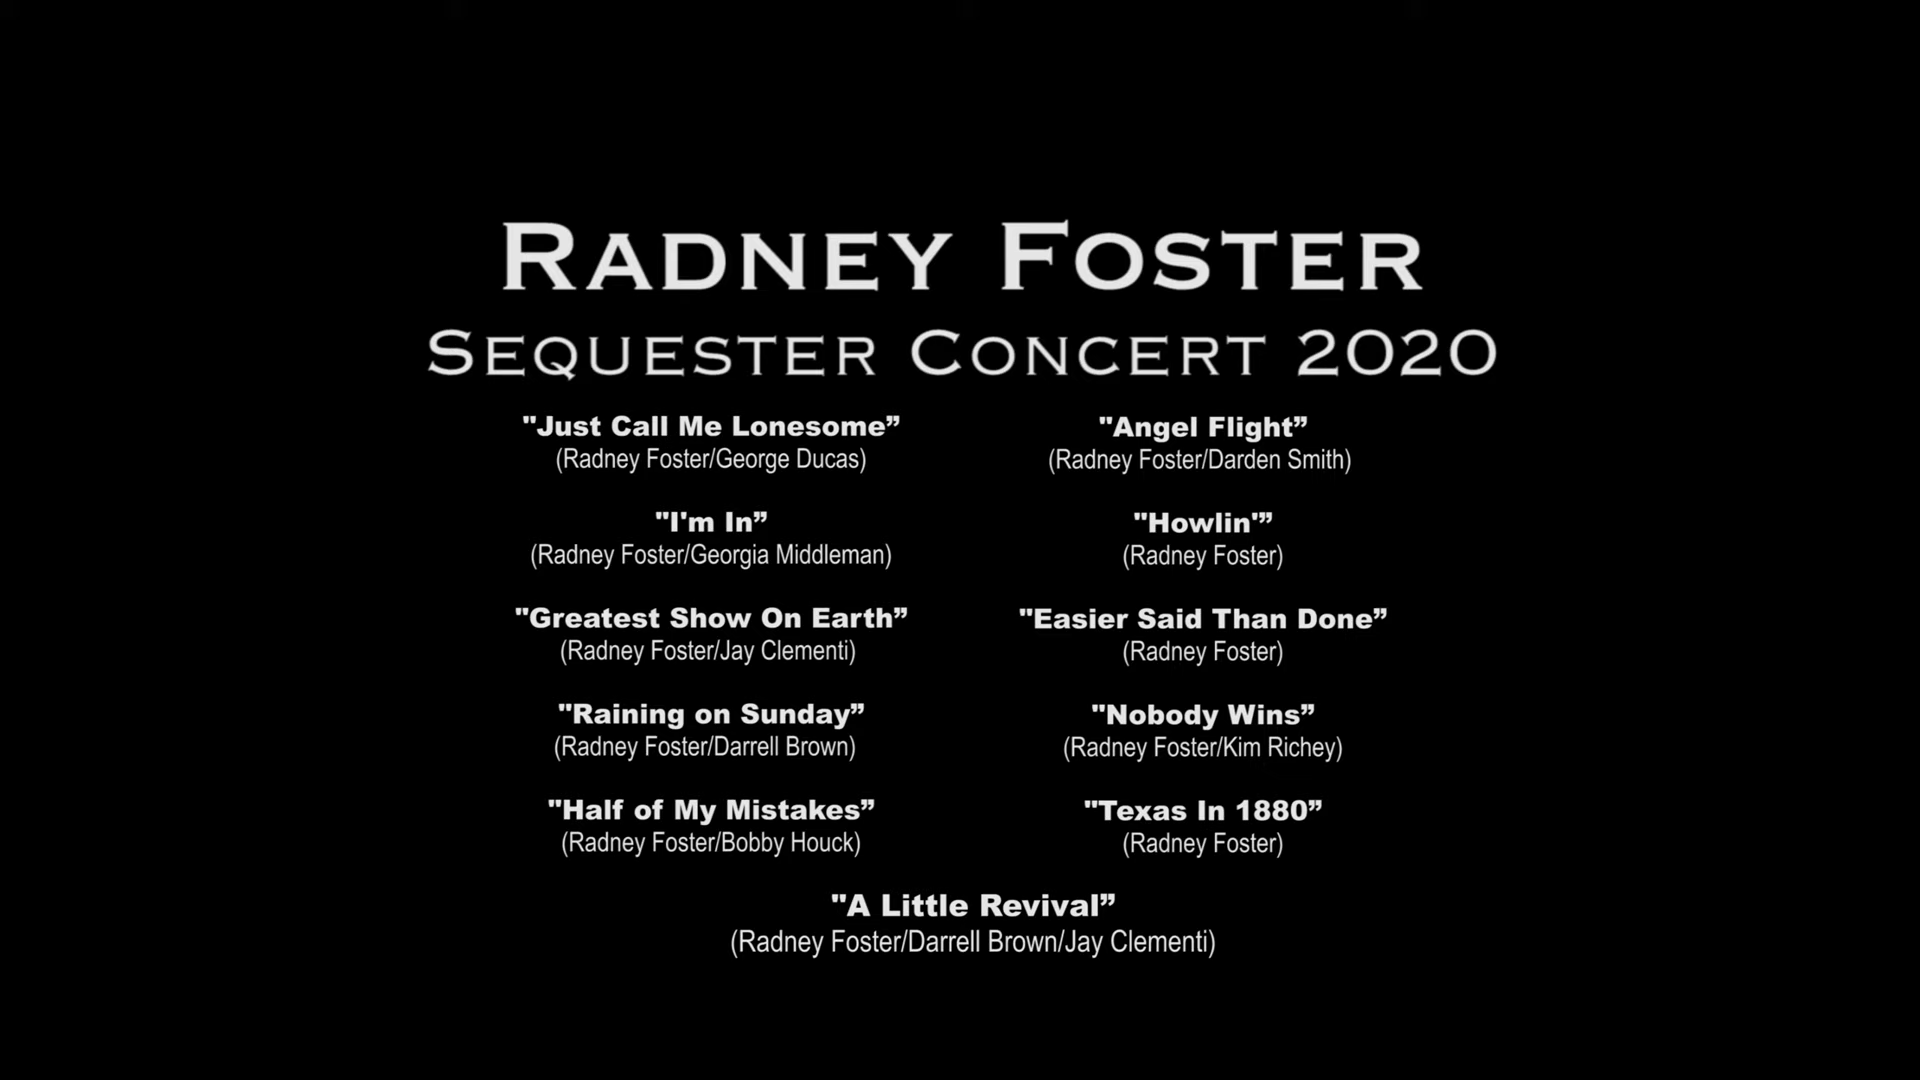 RADNEY FOSTER
SEQUESTER CONCERT 2020
"Just Call Me Lonesome”
(Radney Foster/George Ducas)
"I'm In”
(Radney Foster/Georgia Middleman)
"Greatest Show On Earth”
(Radney Foster/Jay Clementi)
"Raining on Sunday”
(Radney Foster/Darrell Brown)
"Half of My Mistakes”
(Radney Foster/Bobby Houck)
"Angel Flight”
(Radney Foster/Darden Smith)
"Howlin'”
(Radney Foster)
"Easier Said Than Done”
(Radney Foster)
"Nobody Wins”
(Radney Foster/Kim Richey)
"Texas In 1880”
(Radney Foster)
"A Little Revival”
(Radney Foster/Darrell Brown/Jay Clementi)